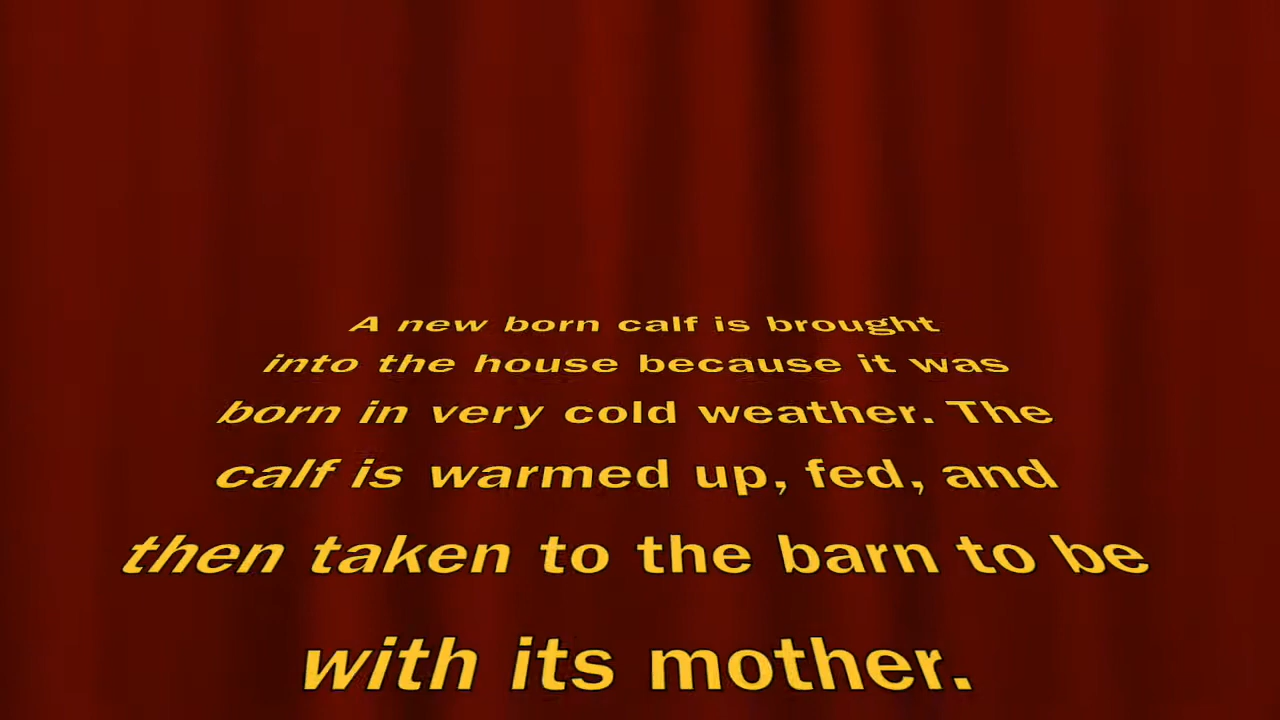 A new born calf is brought
into the house because it was
born in very cold weather. The
calf is warmed up, fed, and
then taken to the barn to be
with its mother.